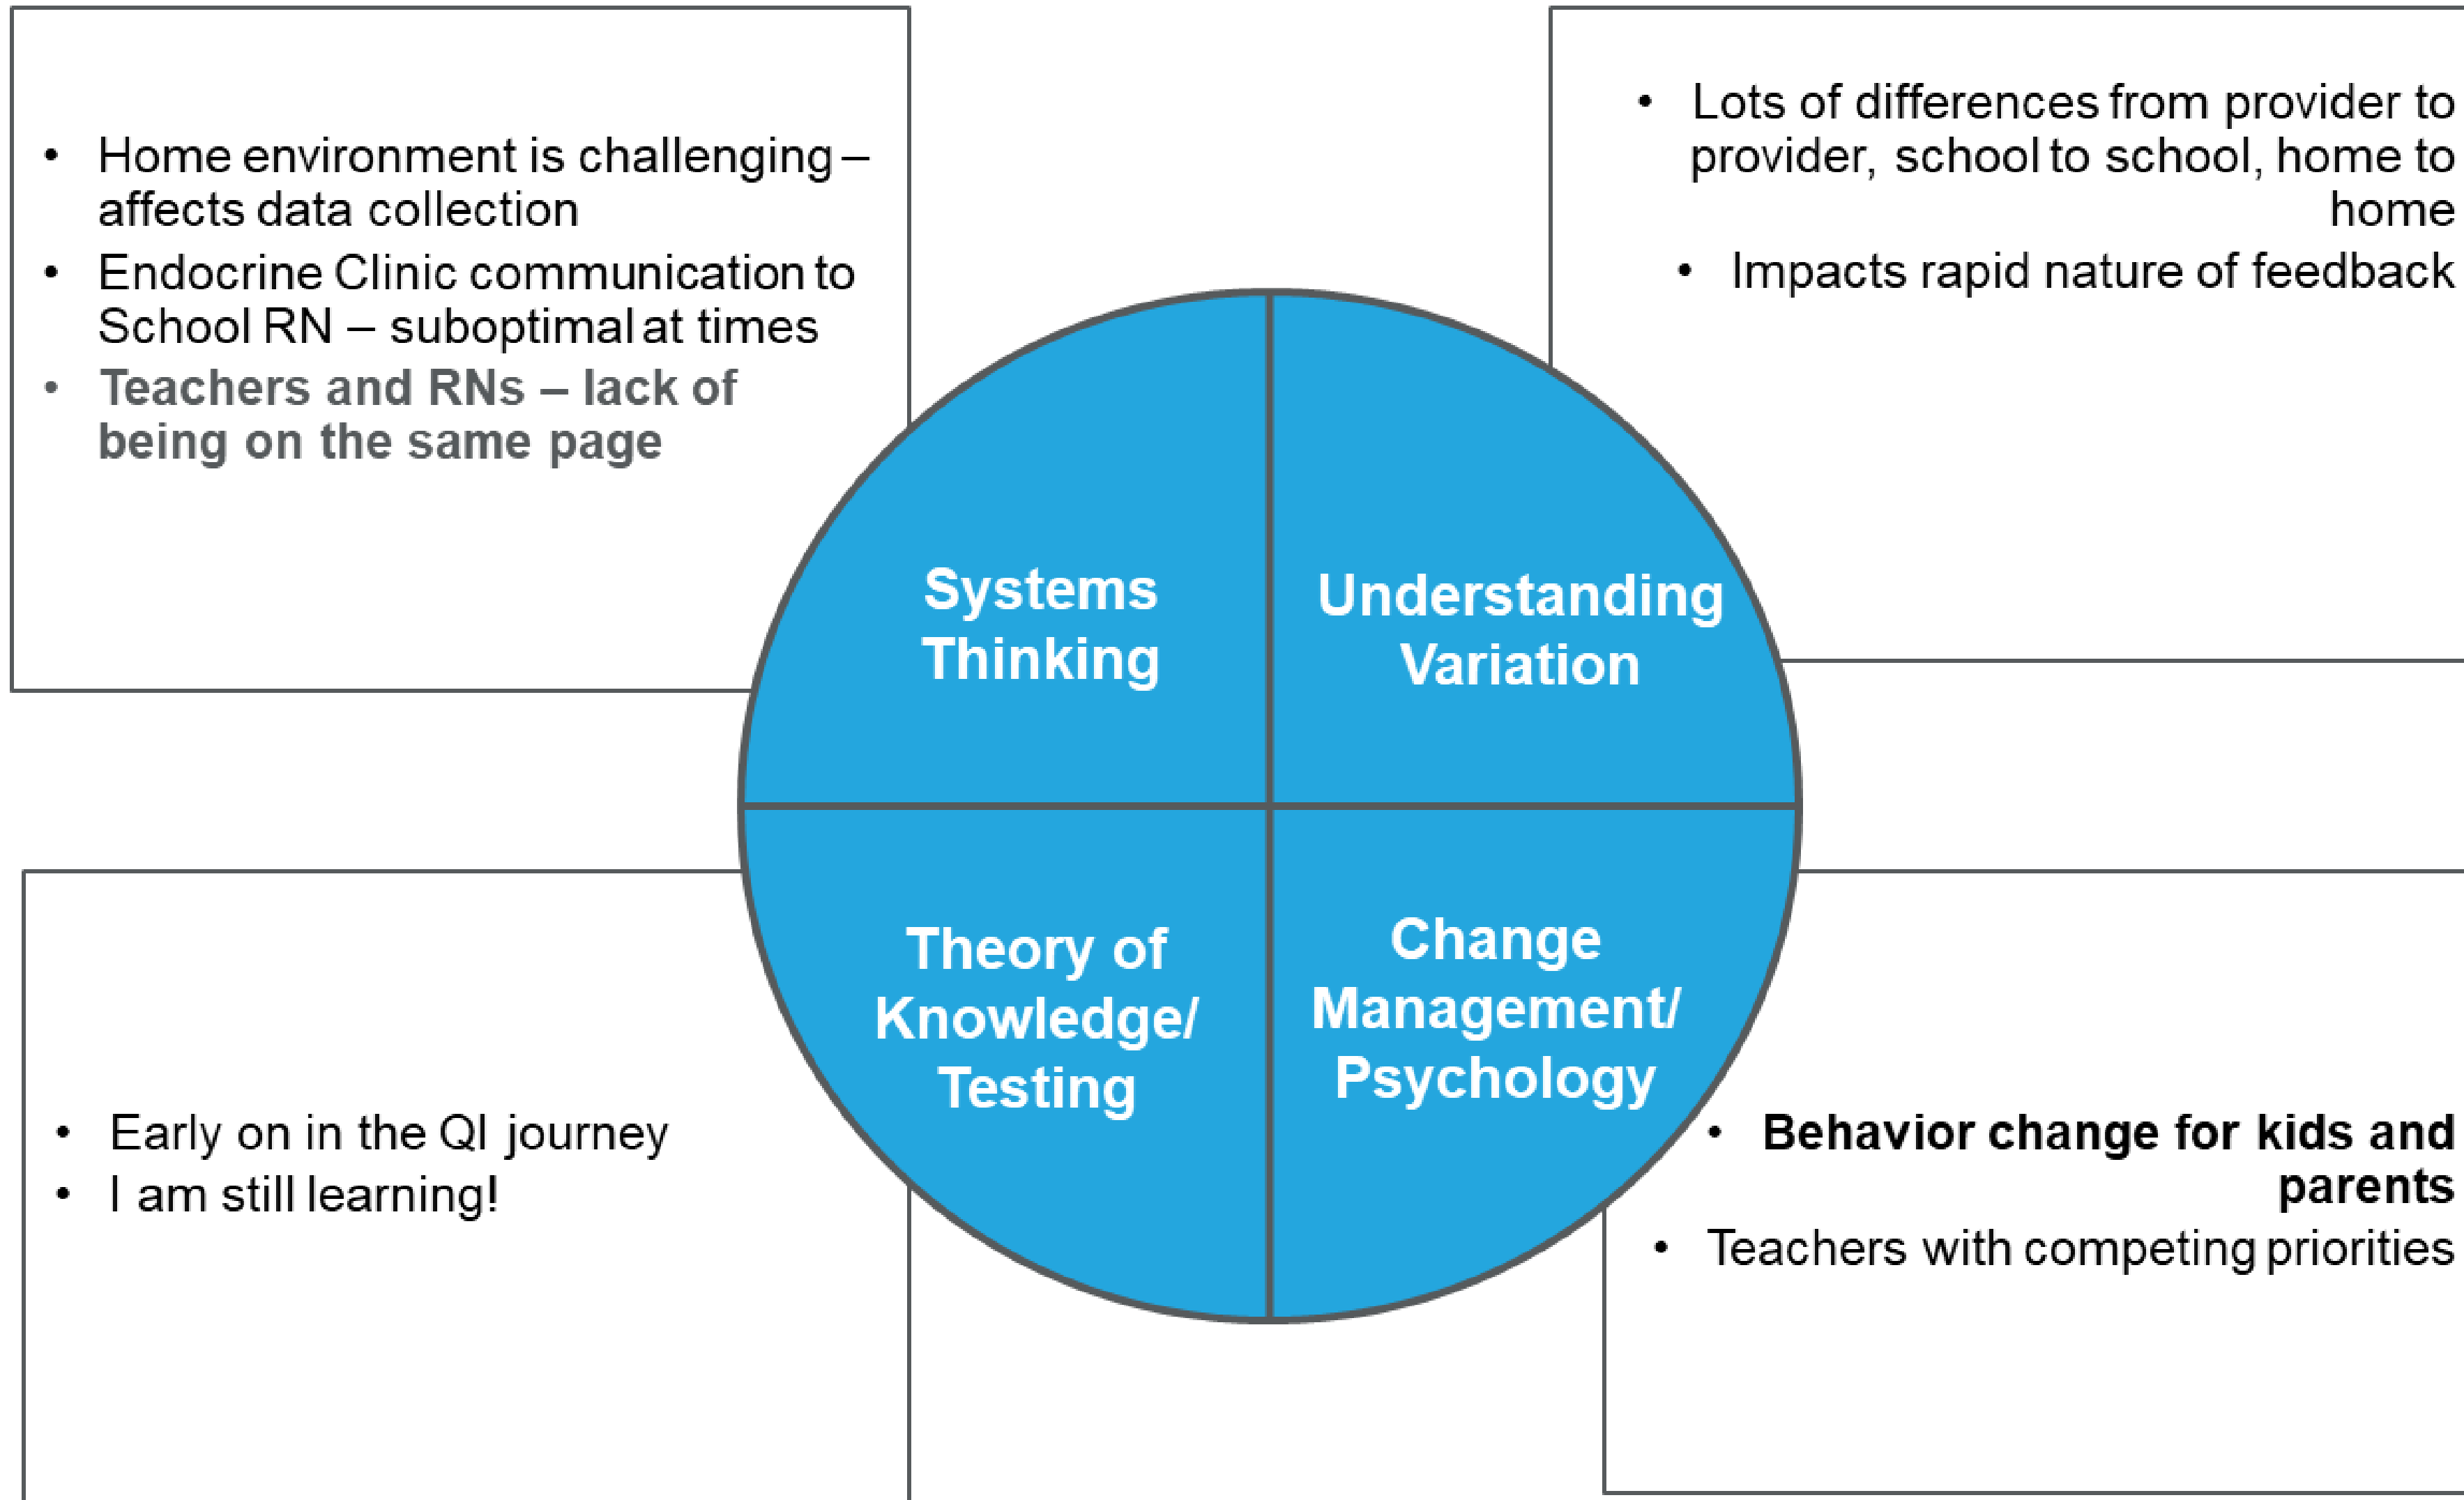 • Home environment is challenging –
affects data collection
• Endocrine Clinic communication to
School RN – suboptimal at times
• Teachers and RNs – lack of
being on the same page
• Lots of differences from provider to
provider, school to school, home to
home
• Impacts rapid nature of feedback
Systems
Thinking
Understanding
Variation
Theory of
Knowledge/
Testing
Change
Management/
Psychology
• Early on in the QI journey
• I am still learning!
• Behavior change for kids and
parents
• Teachers with competing priorities